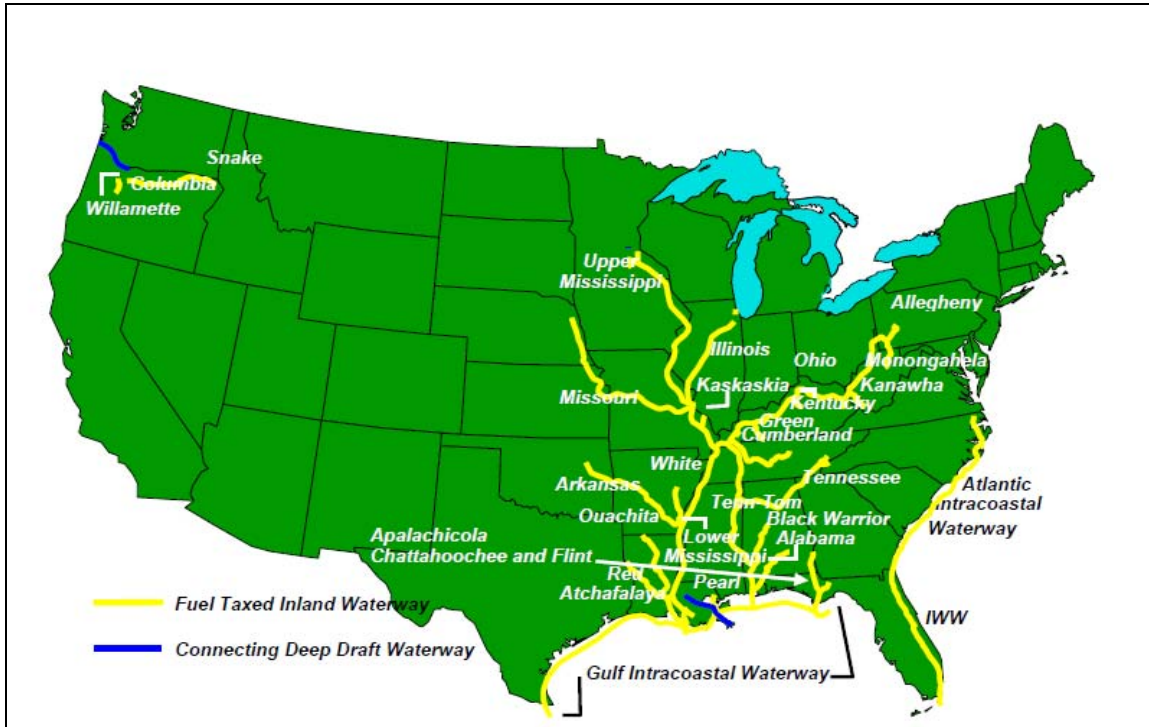 Snake
Columbia
Willamette
Upper
Mississippi
Allegheny
Illinois
Ohio
Monongahela
Kaskaskia
Kanawha
Missouri
Kentucky
Green
Cumberland
White
Tennessee
Arkansas
Atlantic
Intracoastal
Waterway
Tenn-Tom
Ouachita
Black Warrior
Lower
Mississippi
Alabama
Apalachicola
Chattahoochee and Flint
Red
Atchafalaya
Pearl
Fuel Taxed Inland Waterway
IWW
Connecting Deep Draft Waterway
Gulf Intracoastal Waterway